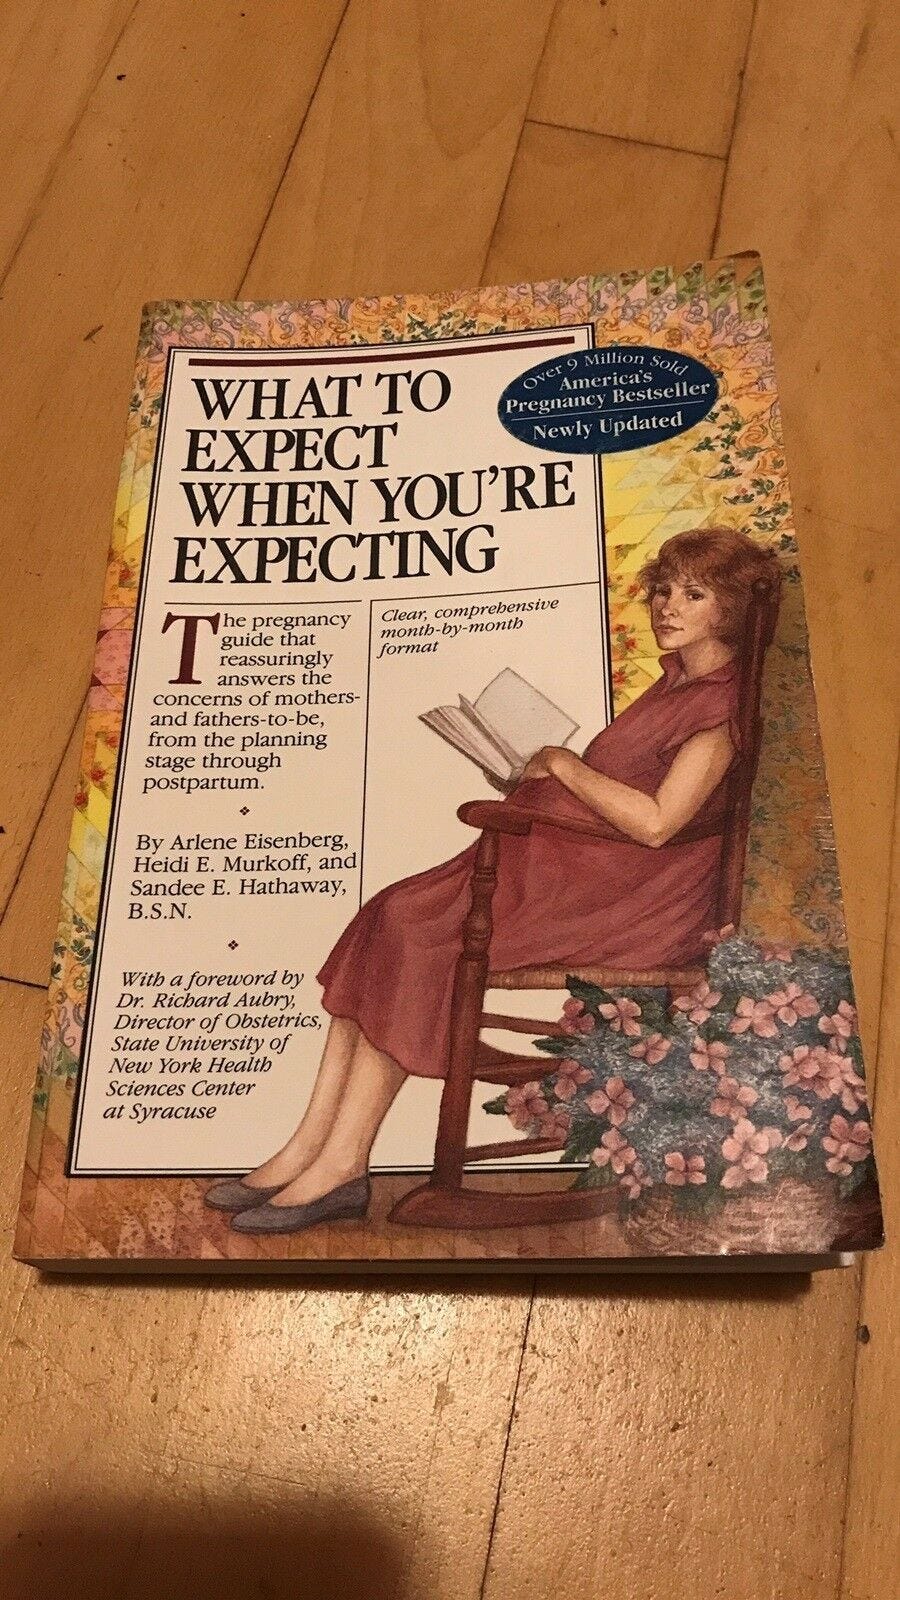 WHAT TO
EXPECT
WHEN YOU'RE
EXPECTING
Over 9 Million Sold
America's
Pregnancy Bestseller
Newly Updated
The pregnancy
guide that
reassuringly
answers the
concerns of mothers-
and fathers-to-be,
from the planning
stage through
postpartum.
Clear, comprehensive
month-by-month
format
By Arlene Eisenberg,
Heidi E. Murkoff, and
Sandee E. Hathaway,
B.S.N.
With a foreword by
Dr. Richard Aubry,
Director of Obstetrics,
State University of
New York Health
Sciences Center
at Syracuse